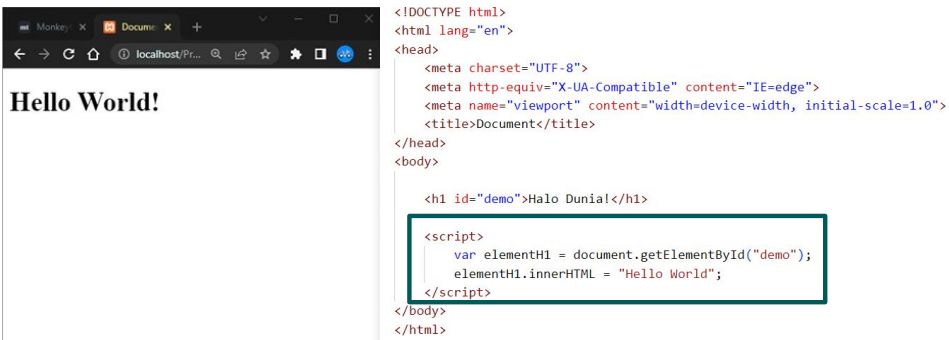 Monkey
Docume
localhost/Pr...
Hello World!
<!DOCTYPE html>
<html lang="en">
<head>
<meta charset="UTF-8">
<meta http-equiv="X-UA-Compatible" content="IE=edge">
<meta name="viewport" content="width=device-width, initial-scale=1.0">
<title>Document</title>
</head>
<body>
<h1 id="demo">Halo Dunia!</h1>
<script>
var elementH1 = document.getElementById("demo");
elementH1.innerHTML = "Hello World";
</script>
</body>
</html>